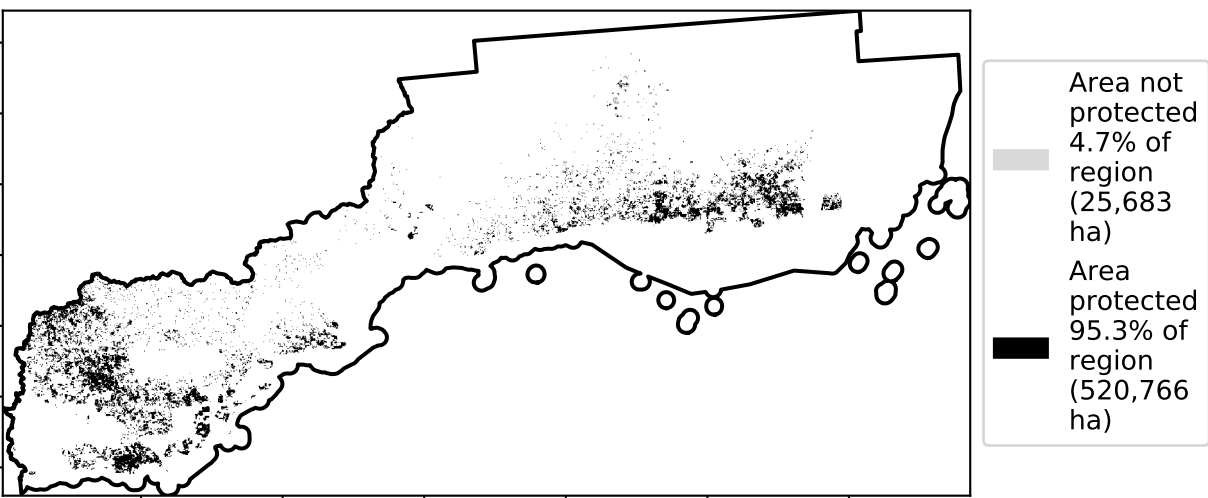 Area not
protected
4.7% of
region
(25,683
ha)
Area
protected
95.3% of
region
(520,766
ha)